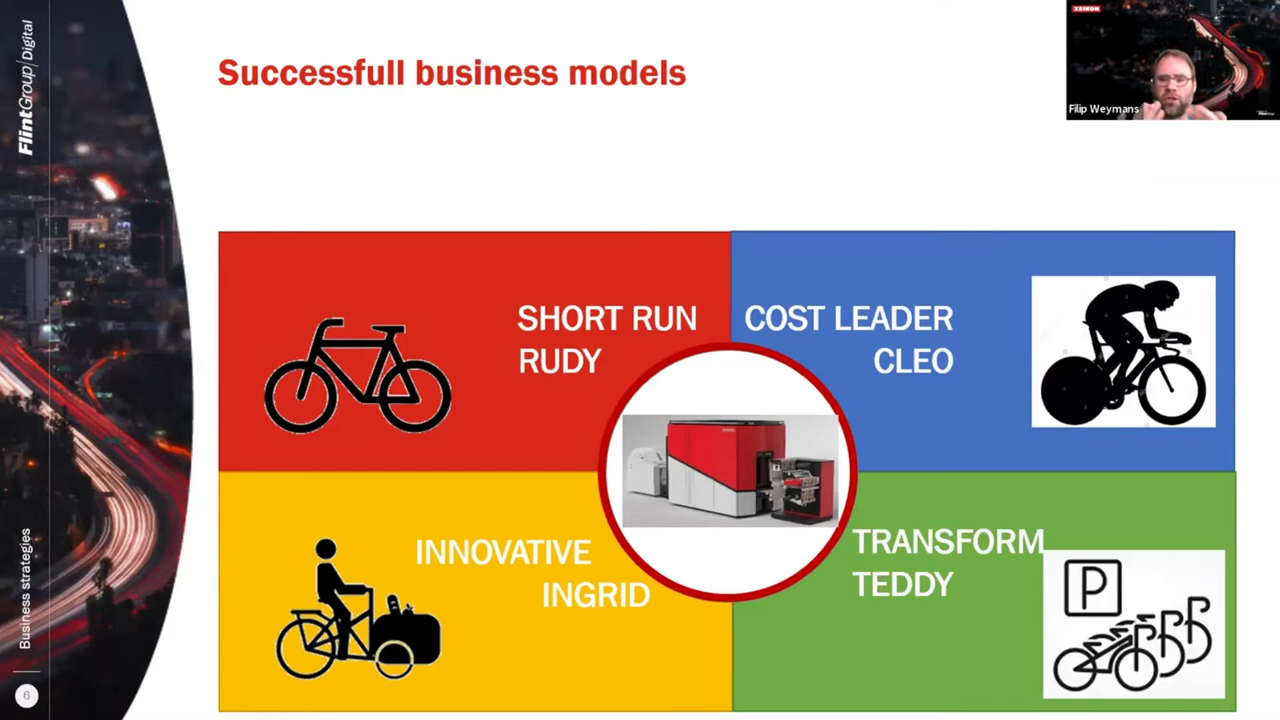 FlintGroup|Digital
Successfull business models
XEIKON
Filip Weymans
SHORT RUN
RUDY
COST LEADER
CLEO
INNOVATIVE
INGRID
TRANSFORM
TEDDY
P
Business strategies
6